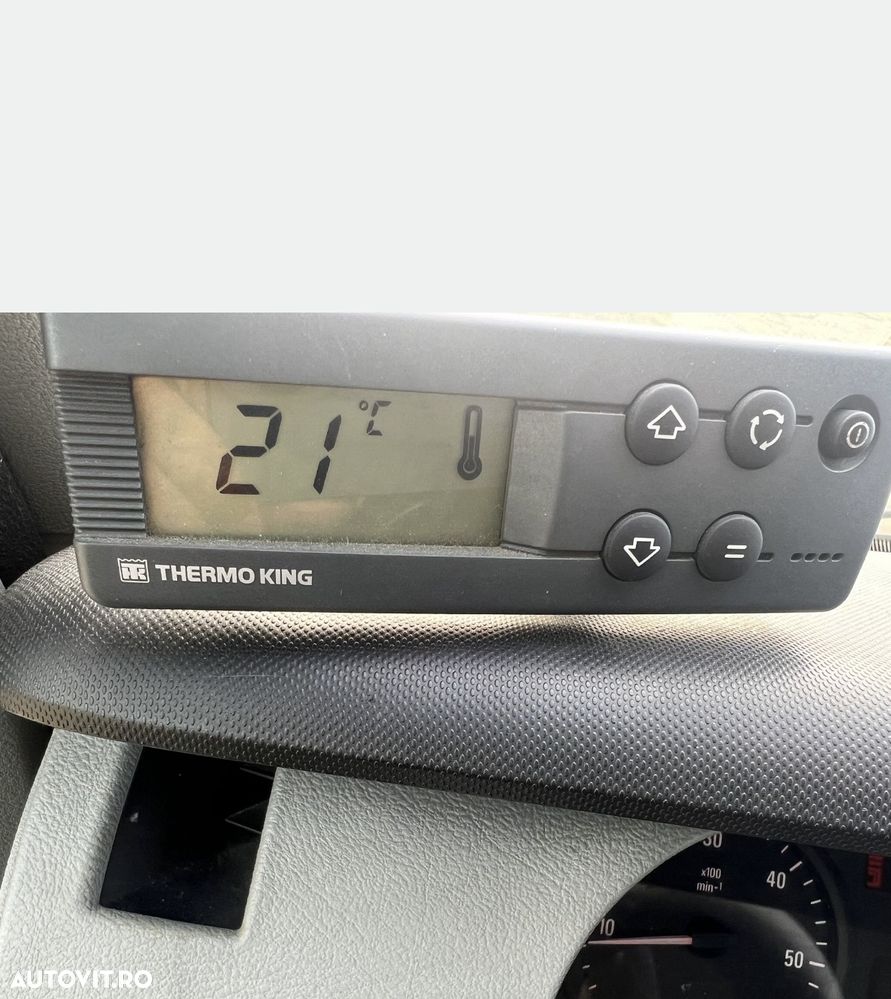 21 °C
THERMO KING
30
x100
min-1
40
10
50
AUTOVIT.RO